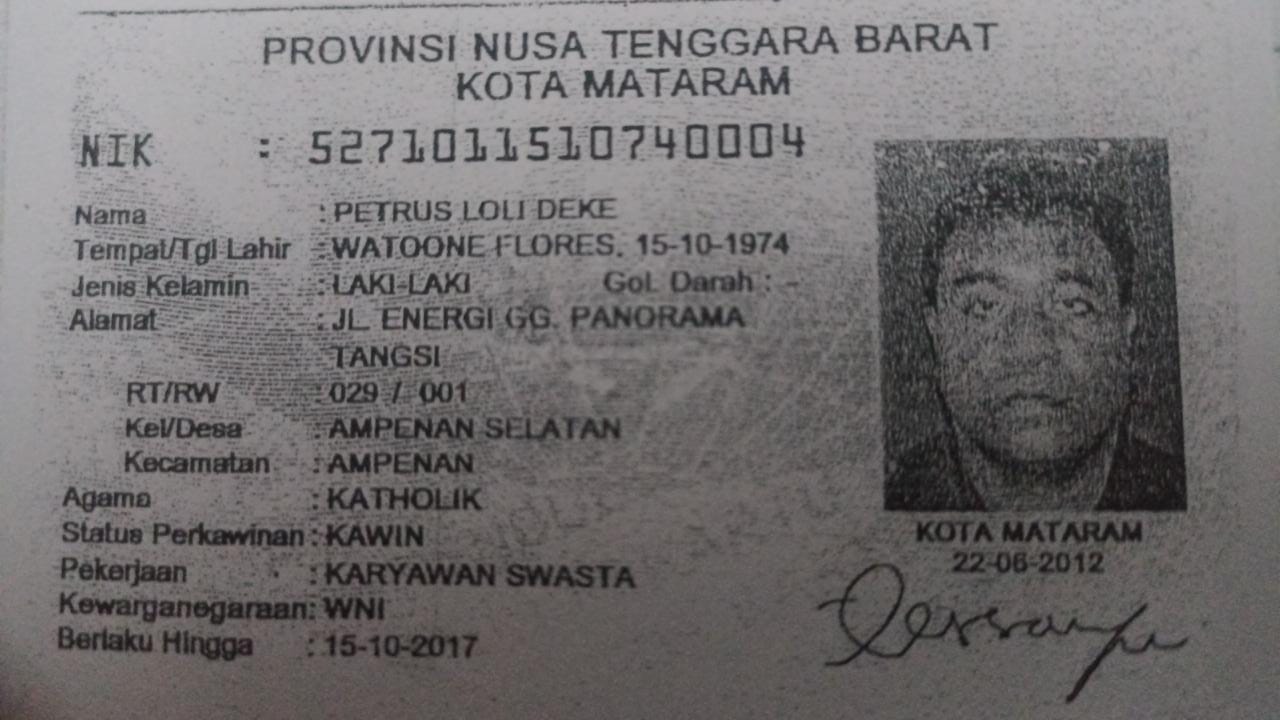 PROVINSI NUSA TENGGARA BARAT
KOTA MATARAM
NIK : 5271011510740004
Nama : PETRUS LOLI DEKE
Tempat/Tgl Lahir : WATOONE FLORES, 15-10-1974
Jenis Kelamin : LAKI-LAKI Gol. Darah : -
Alamat : JL. ENERGI GG. PANORAMA
TANGSI
RT/RW : 029 / 001
Kel/Desa : AMPENAN SELATAN
Kecamatan : AMPENAN
Agama : KATHOLIK
Status Perkawinan : KAWIN
Pekerjaan : KARYAWAN SWASTA
Kewarganegaraan: WNI
Berlaku Hingga : 15-10-2017
KOTA MATARAM
22-06-2012